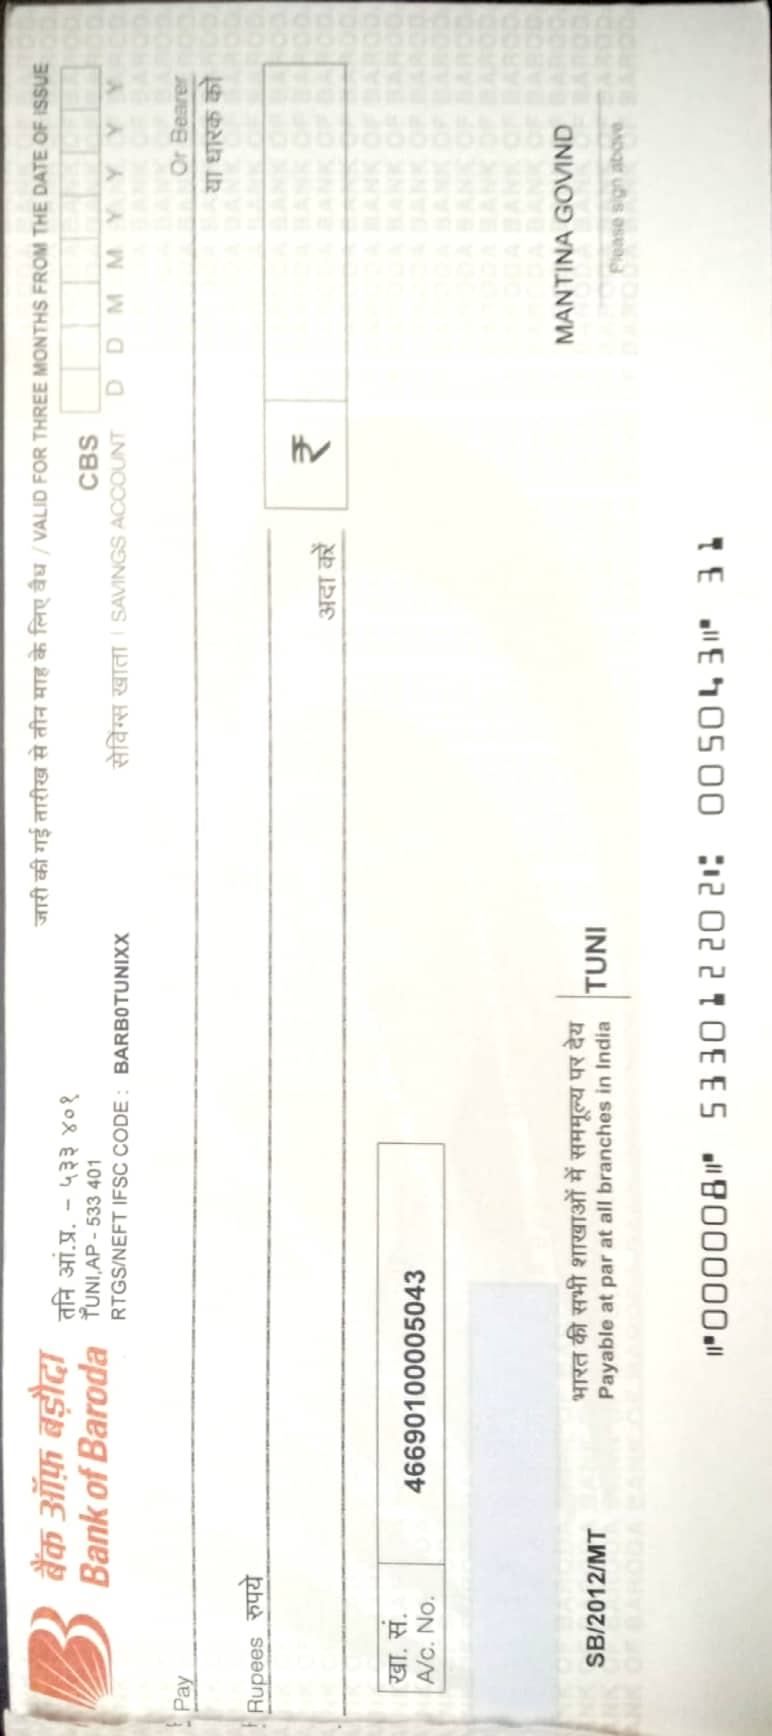 जारी की गई तारीख से तीन माह के लिए वैध / VALID FOR THREE MONTHS FROM THE DATE OF ISSUE
बैंक ऑफ़ बड़ौदा
Bank of Baroda
तुनि आं.प्र. – ५३३ ४०१
TUNI,AP - 533 401
RTGS/NEFT IFSC CODE : BARB0TUNIXX
CBS
सेविंग्स खाता | SAVINGS ACCOUNT
D D M M Y Y Y Y
Pay
Or Bearer
या धारक को
Rupees रुपये
अदा करें
₹
खा. सं.
A/c. No.
46690100005043
SB/2012/MT
भारत की सभी शाखाओं में सममूल्य पर देय
Payable at par at all branches in India
TUNI
MANTINA GOVIND
Please sign above
⑈000008⑈ 533012202⑆ 005043⑈ 31